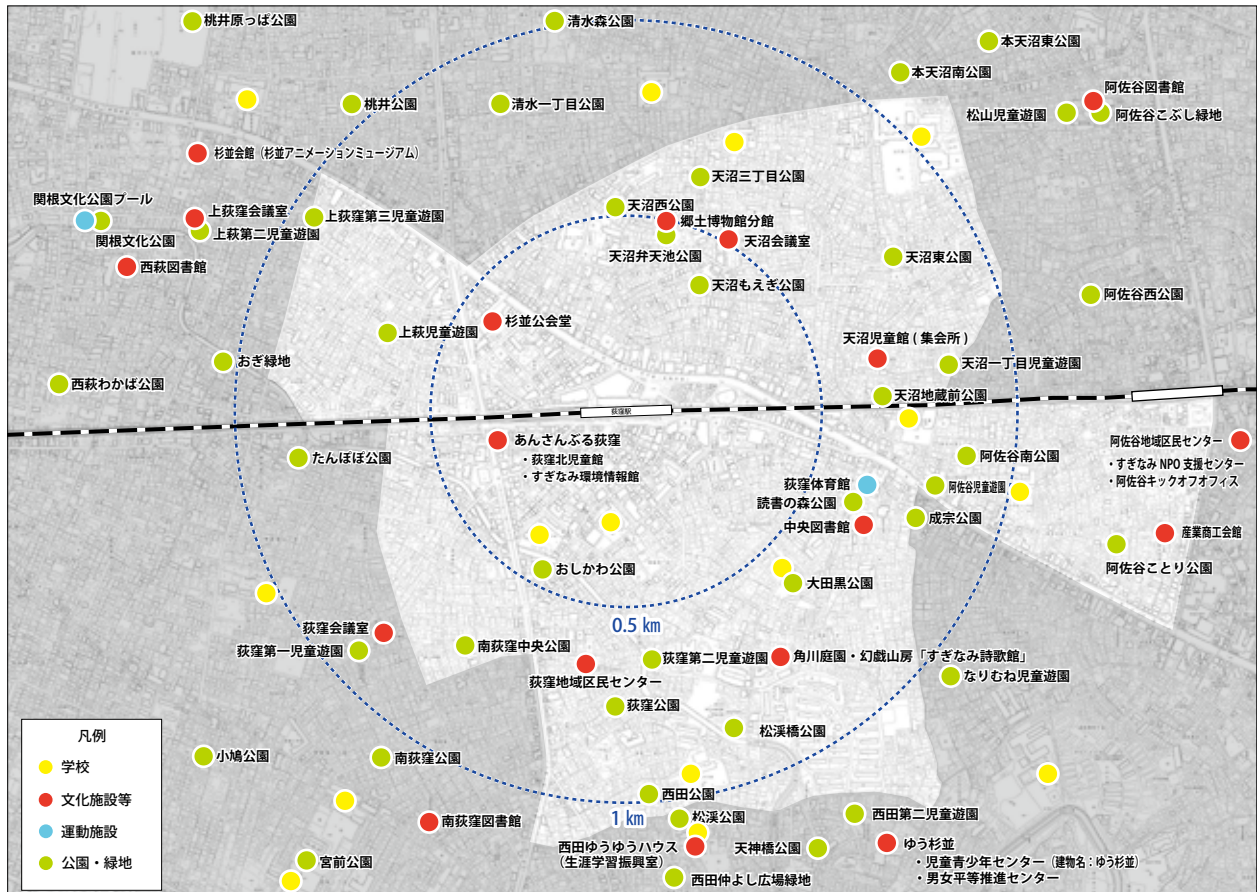 桃井原っぱ公園
清水森公園
本天沼東公園
本天沼南公園
阿佐谷図書館
桃井公園
清水一丁目公園
松山児童遊園
阿佐谷こぶし緑地
杉並会館（杉並アニメーションミュージアム）
天沼三丁目公園
関根文化公園プール
上荻窪会議室
上荻窪第三児童遊園
天沼西公園
郷土博物館分館
関根文化公園
上荻第二児童遊園
天沼弁天池公園
天沼会議室
天沼東公園
西荻図書館
天沼もえぎ公園
阿佐谷西公園
杉並公会堂
上荻児童遊園
天沼児童館 ( 集会所 )
おぎ緑地
天沼一丁目児童遊園
西荻わかば公園
天沼地蔵前公園
荻窪駅
あんさんぶる荻窪
・荻窪北児童館
・すぎなみ環境情報館
阿佐谷地域区民センター
・すぎなみ NPO 支援センター
・阿佐谷キックオフオフィス
たんぽぽ公園
阿佐谷南公園
荻窪体育館
阿佐谷児童遊園
読書の森公園
成宗公園
中央図書館
産業商工会館
阿佐谷ことり公園
おしかわ公園
大田黒公園
0.5 km
荻窪会議室
荻窪第一児童遊園
南荻窪中央公園
荻窪第二児童遊園
角川庭園・幻戯山房「すぎなみ詩歌館」
荻窪地域区民センター
なりむね児童遊園
荻窪公園
松渓橋公園
凡例
学校
文化施設等
運動施設
公園・緑地
小鳩公園
南荻窪公園
西田公園
1 km
松渓公園
南荻窪図書館
西田第二児童遊園
西田ゆうゆうハウス
（生涯学習振興室）
天神橋公園
ゆう杉並
・児童青少年センター（建物名：ゆう杉並）
・男女平等推進センター
宮前公園
西田仲よし広場緑地